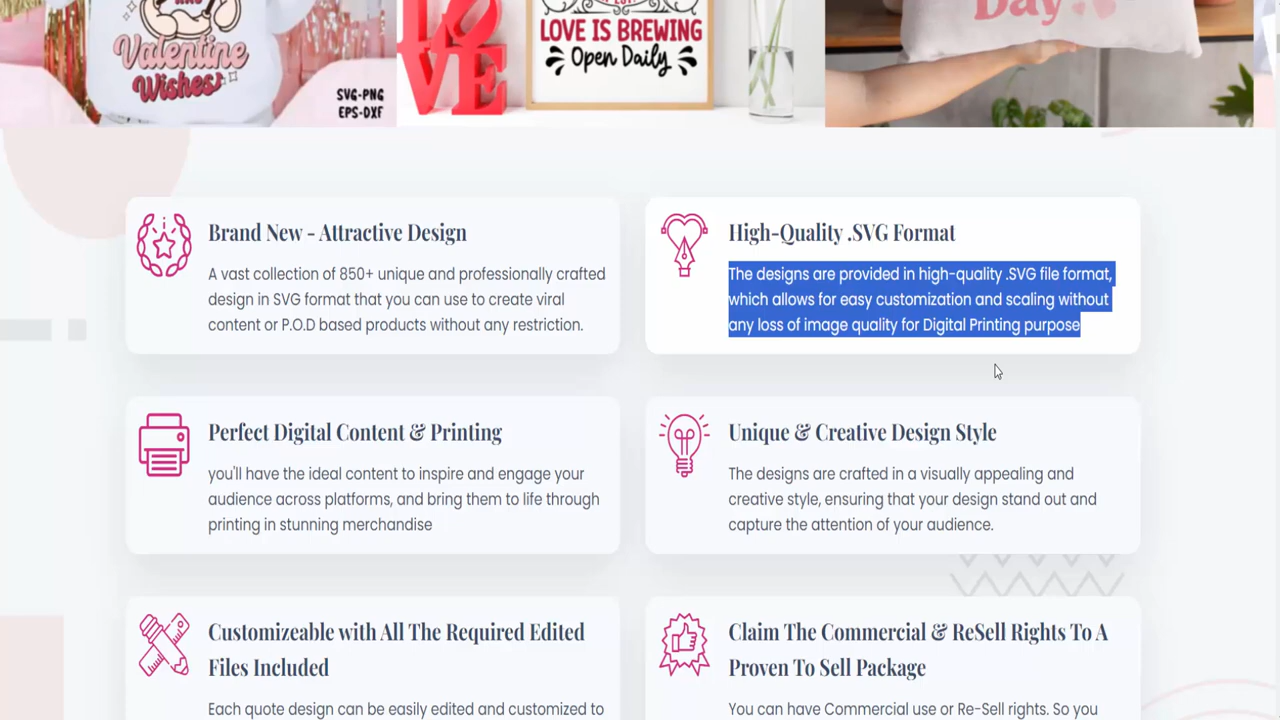 Valentine
Wishes
SVG-PNG
EPS-DXF
LOVE
LOVE IS BREWING
Open Daily
Day
Brand New - Attractive Design
A vast collection of 850+ unique and professionally crafted
design in SVG format that you can use to create viral
content or P.O.D based products without any restriction.
High-Quality .SVG Format
The designs are provided in high-quality .SVG file format,
which allows for easy customization and scaling without
any loss of image quality for Digital Printing purpose
Perfect Digital Content & Printing
you'll have the ideal content to inspire and engage your
audience across platforms, and bring them to life through
printing in stunning merchandise
Unique & Creative Design Style
The designs are crafted in a visually appealing and
creative style, ensuring that your design stand out and
capture the attention of your audience.
Customizeable with All The Required Edited
Files Included
Each quote design can be easily edited and customized to
Claim The Commercial & ReSell Rights To A
Proven To Sell Package
You can have Commercial use or Re-Sell rights. So you